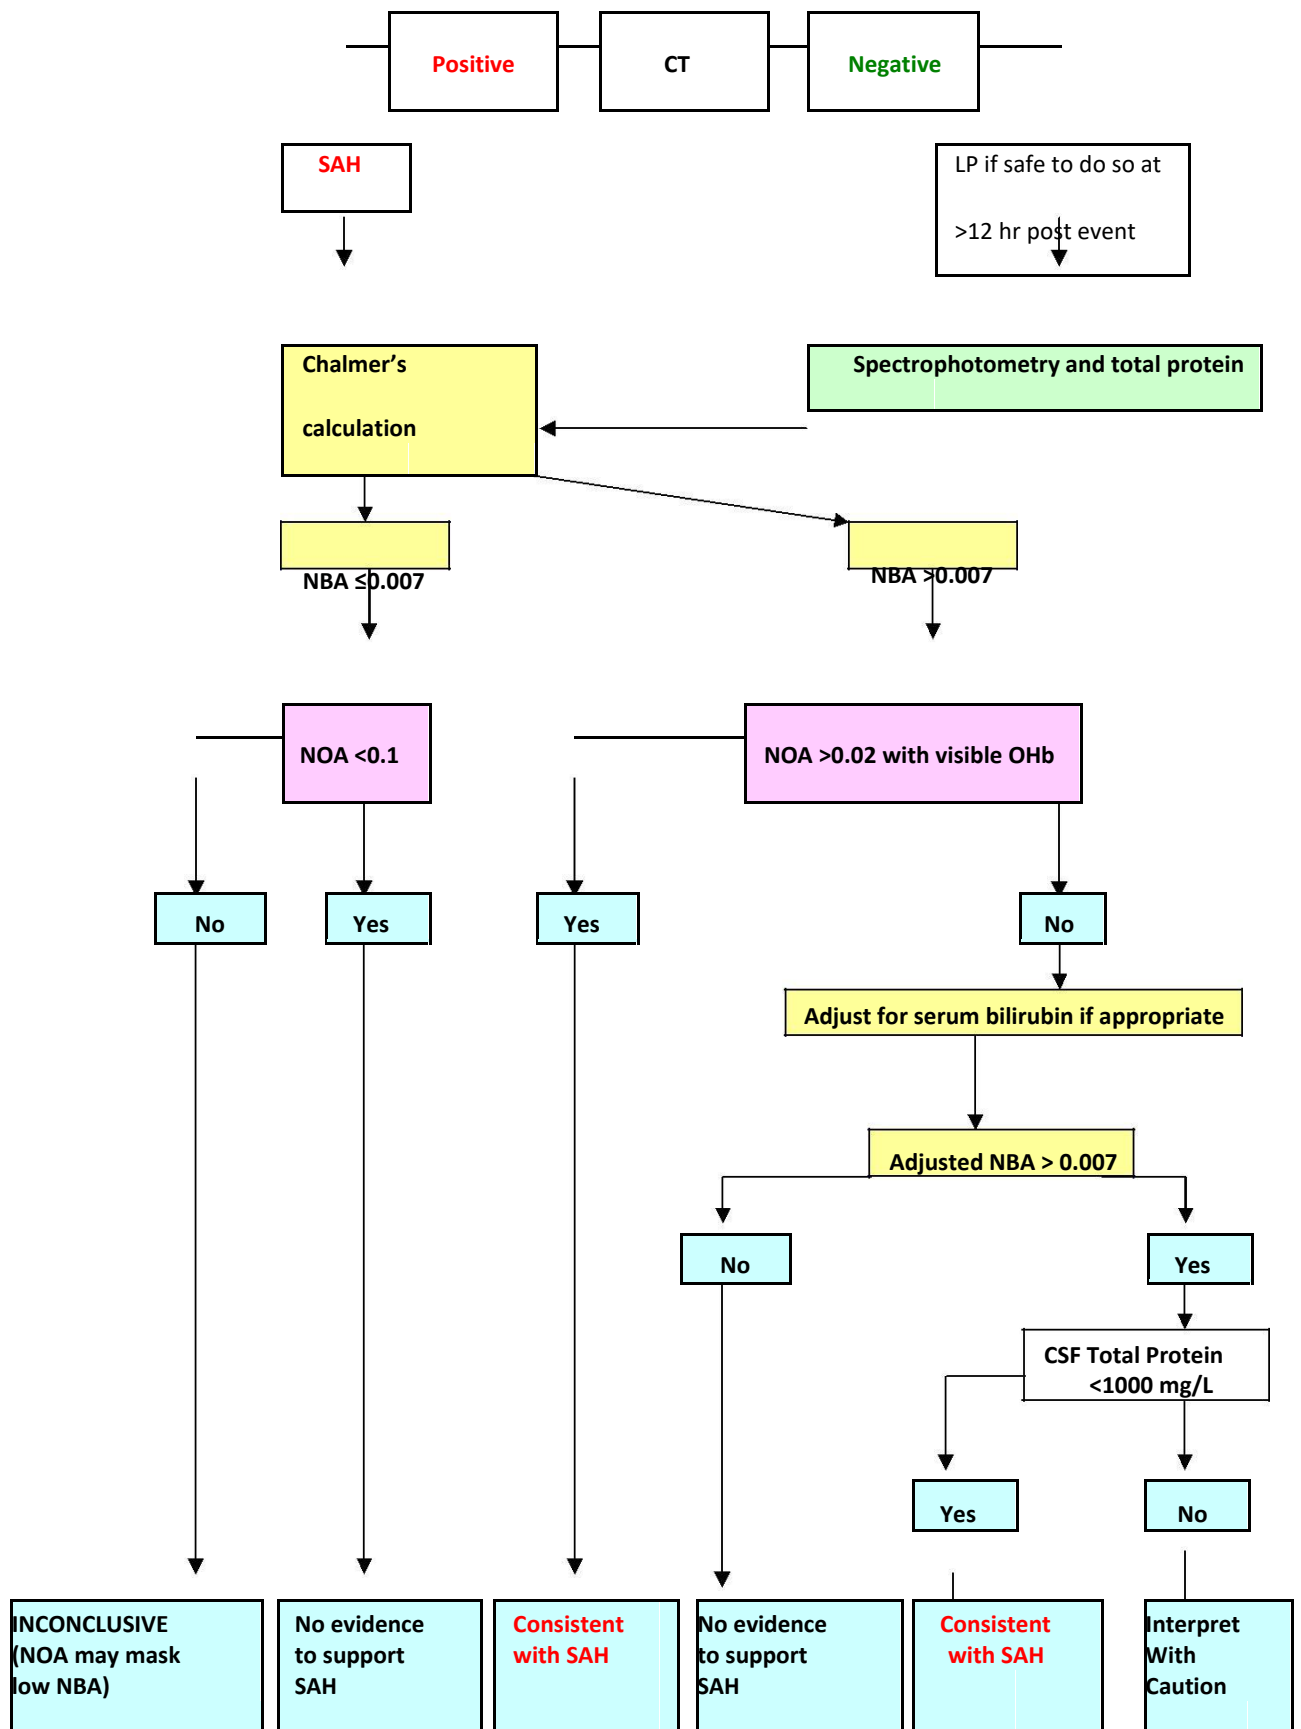 Positive
CT
Negative
SAH
LP if safe to do so at
>12 hr post event
Chalmer’s
calculation
Spectrophotometry and total protein
NBA ≤0.007
NBA >0.007
NOA <0.1
NOA >0.02 with visible OHb
No
Yes
Yes
No
Adjust for serum bilirubin if appropriate
Adjusted NBA > 0.007
No
Yes
CSF Total Protein
<1000 mg/L
Yes
No
INCONCLUSIVE
(NOA may mask
low NBA)
No evidence
to support
SAH
Consistent
with SAH
No evidence
to support
SAH
Consistent
with SAH
Interpret
With
Caution